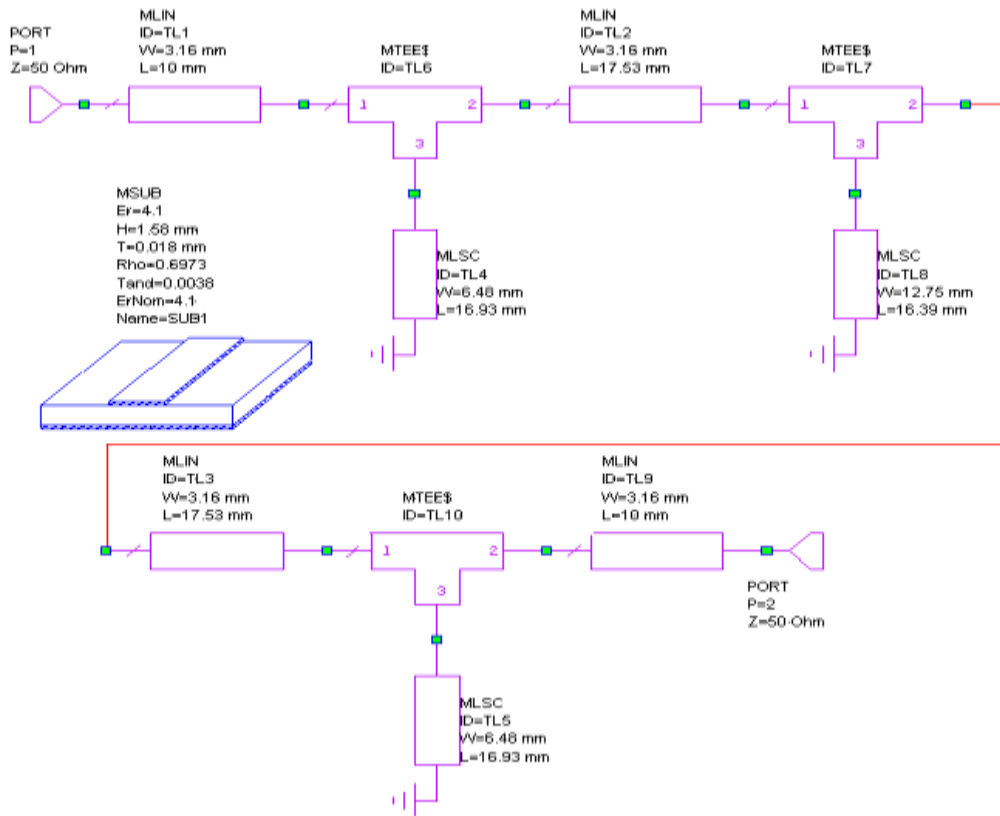 PORT
P=1
Z=50 Ohm
MLIN
ID=TL1
W=3.16 mm
L=10 mm
MTEE$
ID=TL6
1
2
3
MLIN
ID=TL2
W=3.16 mm
L=17.53 mm
MTEE$
ID=TL7
1
2
3
MSUB
Er=4.1
H=1.58 mm
T=0.018 mm
Rho=0.6973
Tand=0.0038
ErNom=4.1
Name=SUB1
MLSC
ID=TL4
W=6.48 mm
L=16.93 mm
MLSC
ID=TL8
W=12.75 mm
L=16.39 mm
MLIN
ID=TL3
W=3.16 mm
L=17.53 mm
MTEE$
ID=TL10
1
2
3
MLIN
ID=TL9
W=3.16 mm
L=10 mm
PORT
P=2
Z=50 Ohm
MLSC
ID=TL5
W=6.48 mm
L=16.93 mm